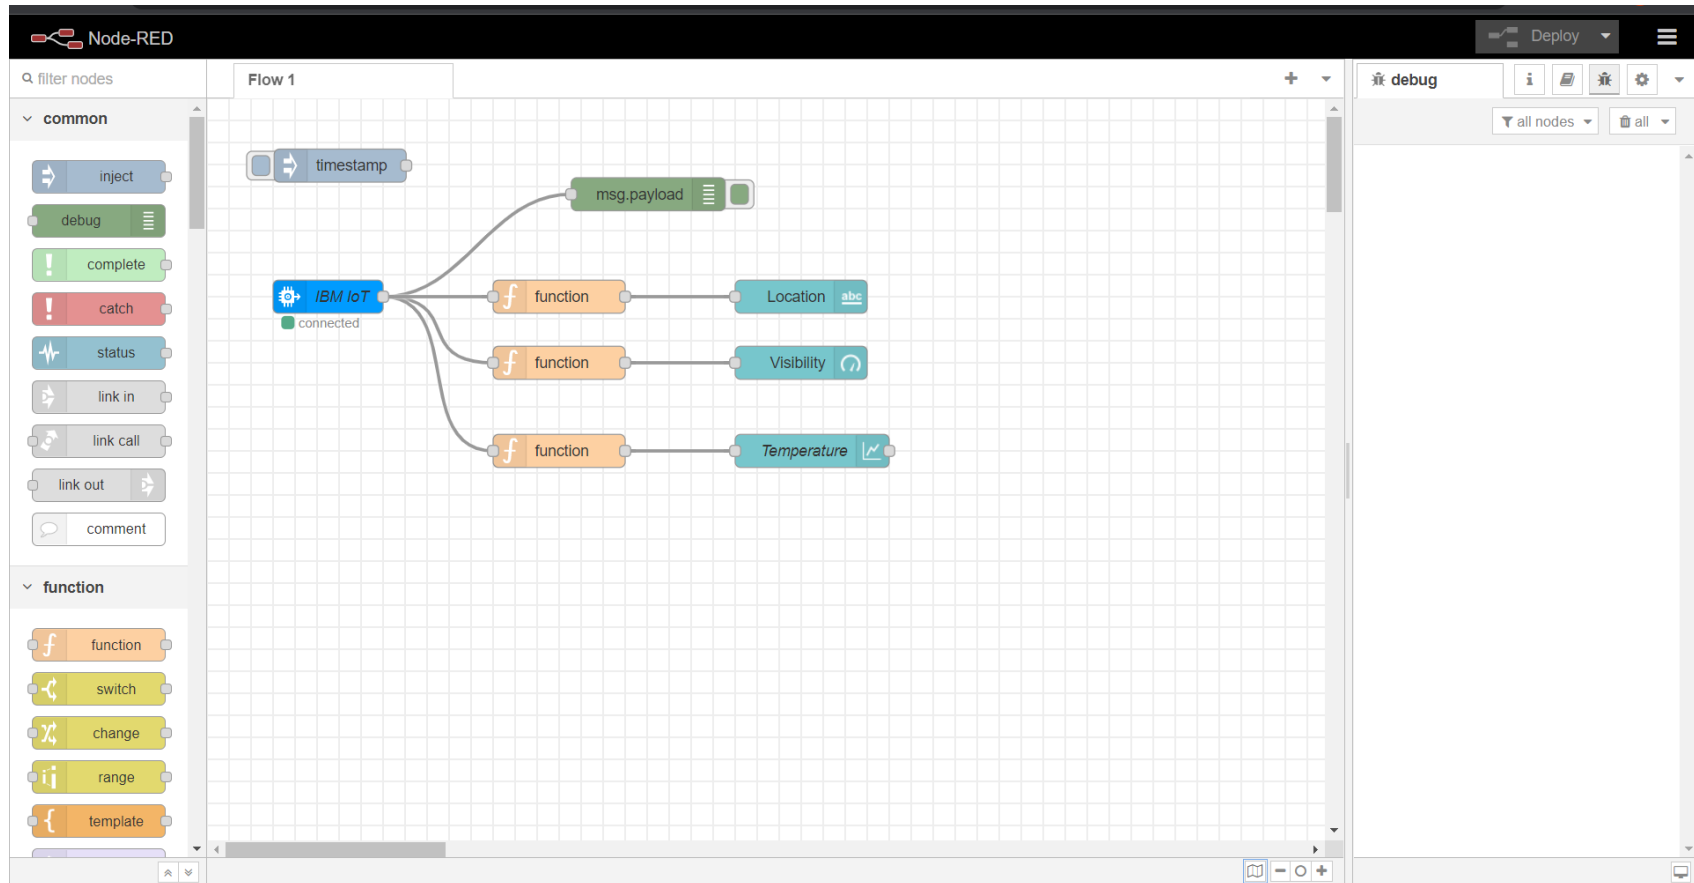 Node-RED
Deploy
filter nodes
Flow 1
debug
i
all nodes
all
common
inject
debug
complete
catch
status
link in
link call
link out
comment
function
function
switch
change
range
template
timestamp
msg.payload
IBM IoT
connected
function
Location
abc
function
Visibility
function
Temperature